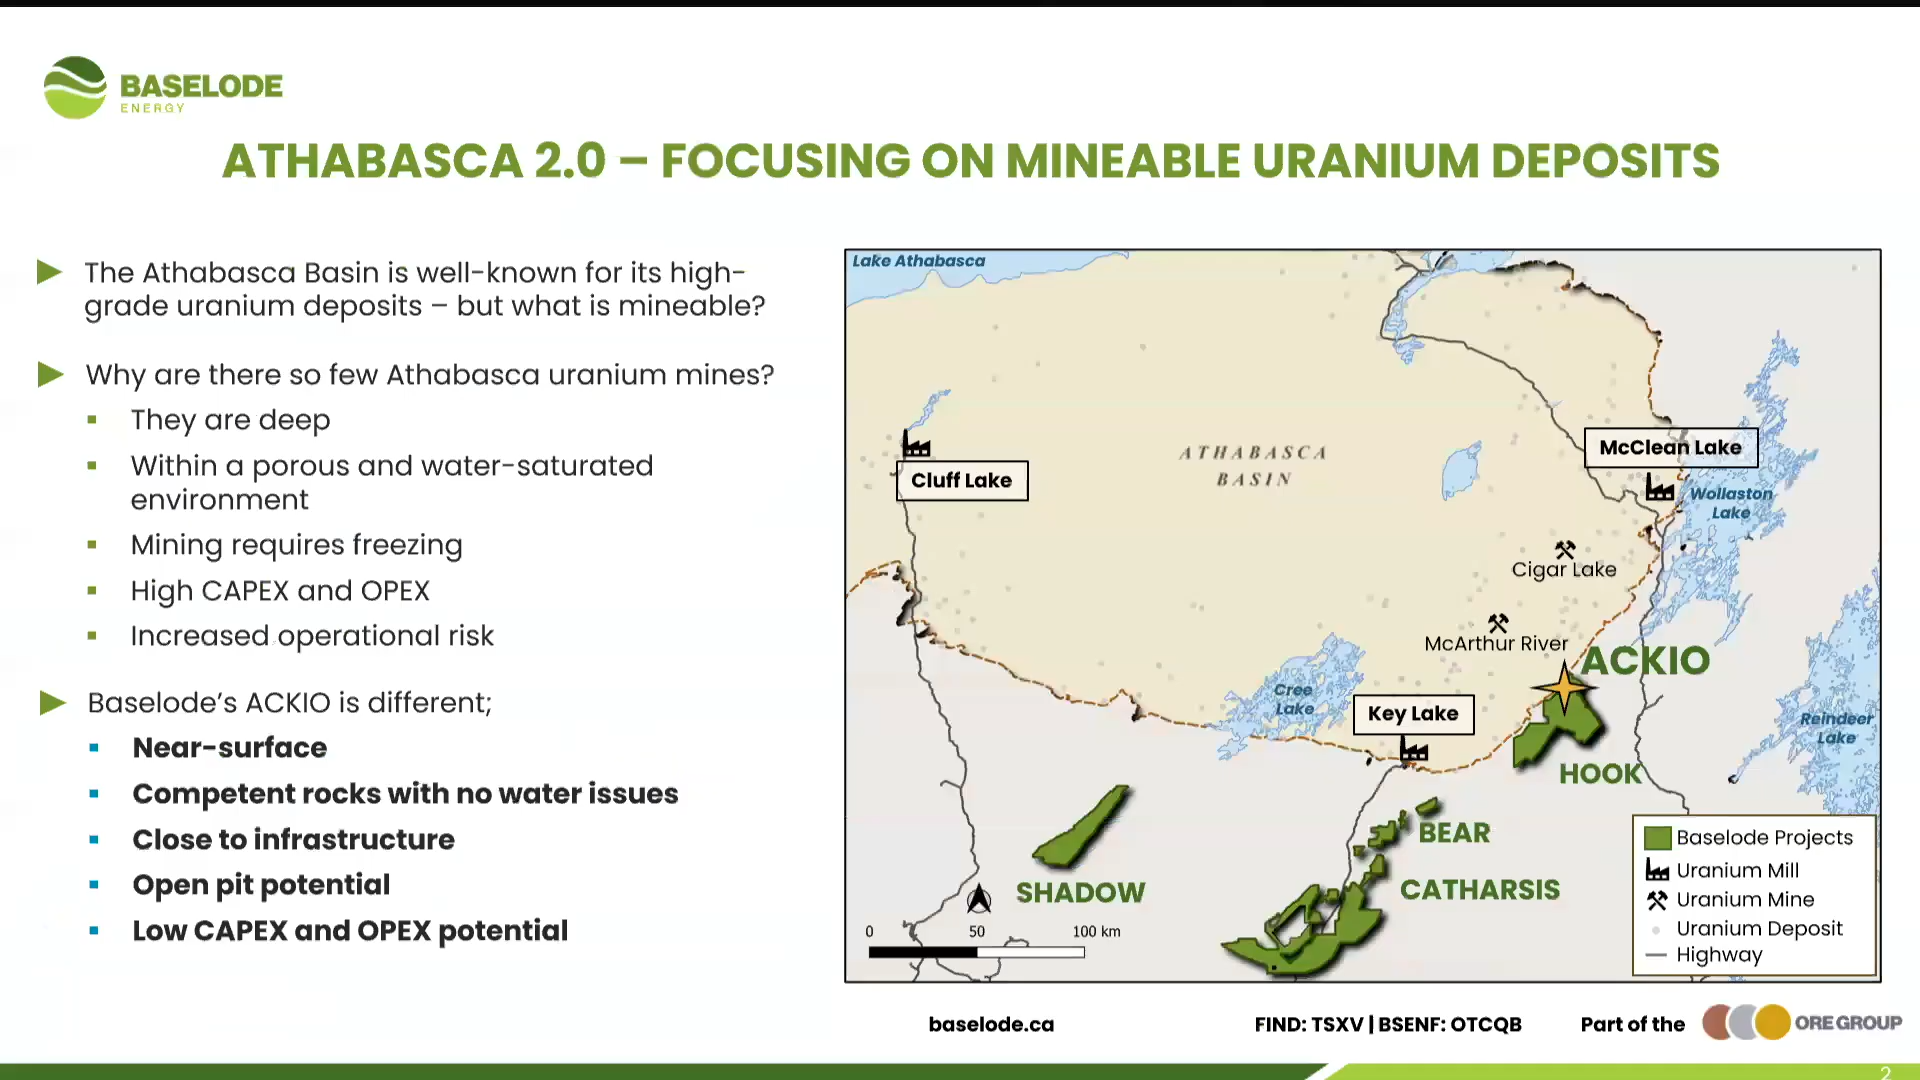 BASELODE
ENERGY
ATHABASCA 2.0 – FOCUSING ON MINEABLE URANIUM DEPOSITS
The Athabasca Basin is well-known for its high-
grade uranium deposits – but what is mineable?
Why are there so few Athabasca uranium mines?
They are deep
Within a porous and water-saturated
environment
Mining requires freezing
High CAPEX and OPEX
Increased operational risk
Baselode's ACKIO is different;
Near-surface
Competent rocks with no water issues
Close to infrastructure
Open pit potential
Low CAPEX and OPEX potential
Lake Athabasca
ATHABASCA
BASIN
Cluff Lake
McClean Lake
Wollaston
Lake
Cigar Lake
McArthur River
ACKIO
Cree
Lake
Key Lake
Reindeer
Lake
HOOK
BEAR
CATHARSIS
SHADOW
0 50 100 km
Baselode Projects
Uranium Mill
Uranium Mine
Uranium Deposit
Highway
baselode.ca
FIND: TSXV | BSENF: OTCQB
Part of the
ORE GROUP
2